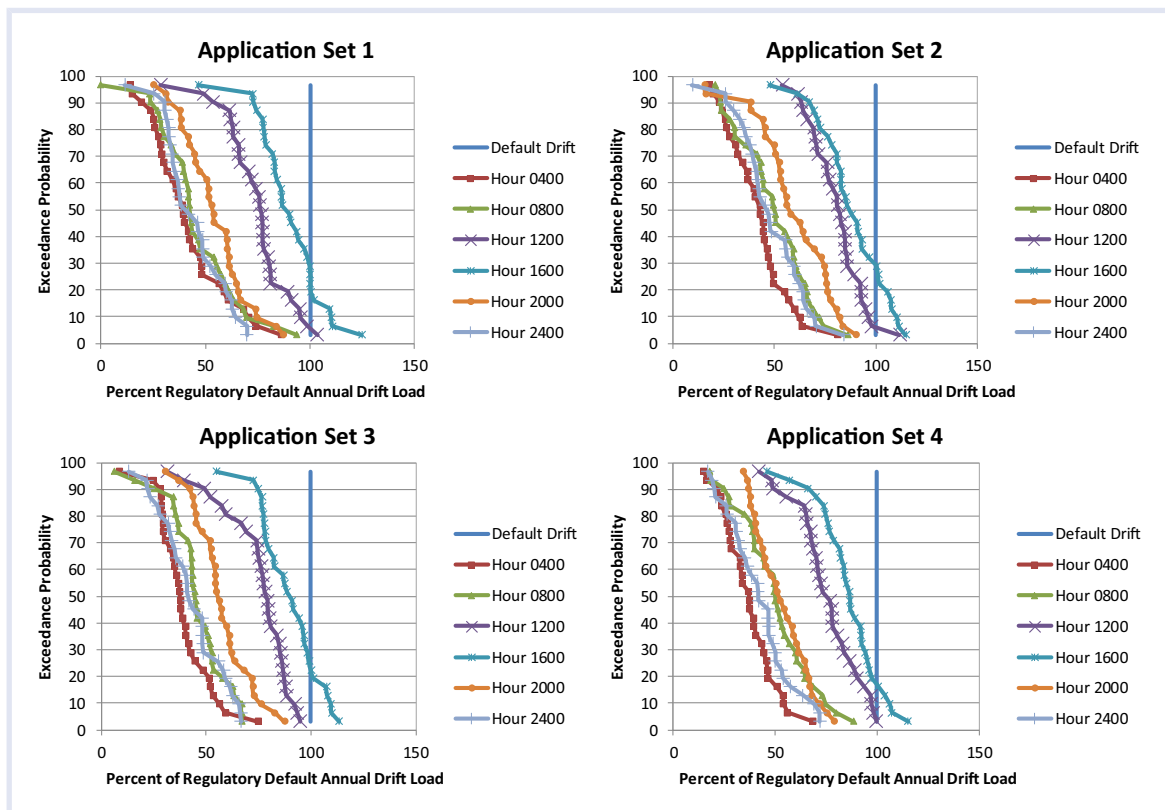 Application Set 1
Exceedance Probability
100
90
80
70
60
50
40
30
20
10
0
0 50 100 150
Percent Regulatory Default Annual Drift Load
Default Drift
Hour 0400
Hour 0800
Hour 1200
Hour 1600
Hour 2000
Hour 2400
Application Set 2
Exceedance Probability
100
90
80
70
60
50
40
30
20
10
0
0 50 100 150
Percent of Regulatory Default Annual Drift Load
Default Drift
Hour 0400
Hour 0800
Hour 1200
Hour 1600
Hour 2000
Hour 2400
Application Set 3
Exceedance Probability
100
90
80
70
60
50
40
30
20
10
0
0 50 100 150
Percent of Regulatory Default Annual Drift Load
Default Drift
Hour 0400
Hour 0800
Hour 1200
Hour 1600
Hour 2000
Hour 2400
Application Set 4
Exceedance Probability
100
90
80
70
60
50
40
30
20
10
0
0 50 100 150
Percent of Regulatory Default Annual Drift Load
Default Drift
Hour 0400
Hour 0800
Hour 1200
Hour 1600
Hour 2000
Hour 2400